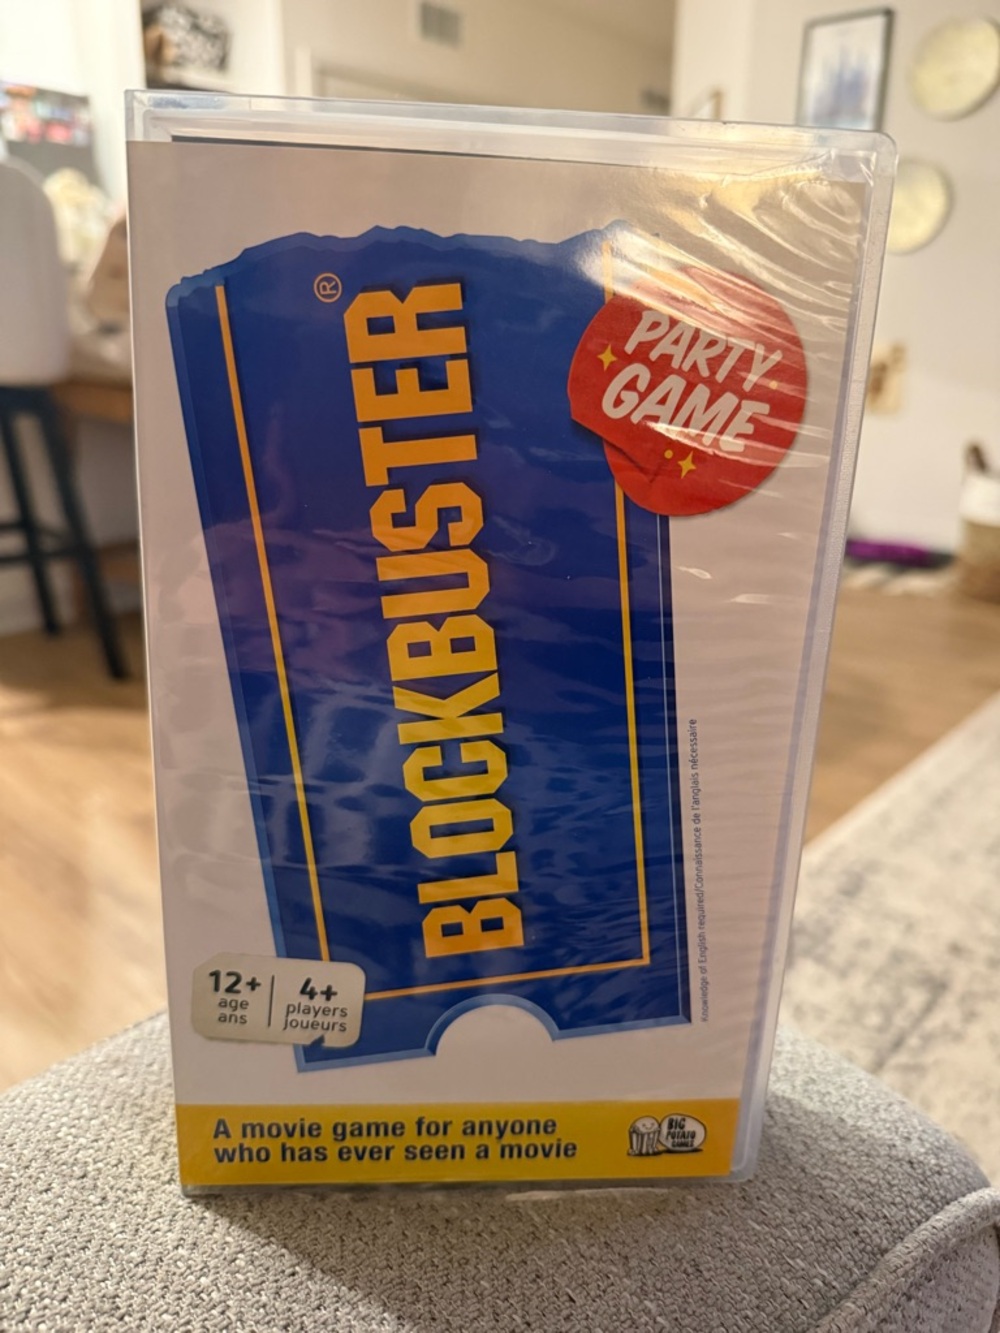 PARTY
GAME
BLOCKBUSTER®
Knowledge of English required/Connaissance de l'anglais nécessaire
12+
age
ans
4+
players
joueurs
A movie game for anyone
who has ever seen a movie
BIG
POTATO
GAMES